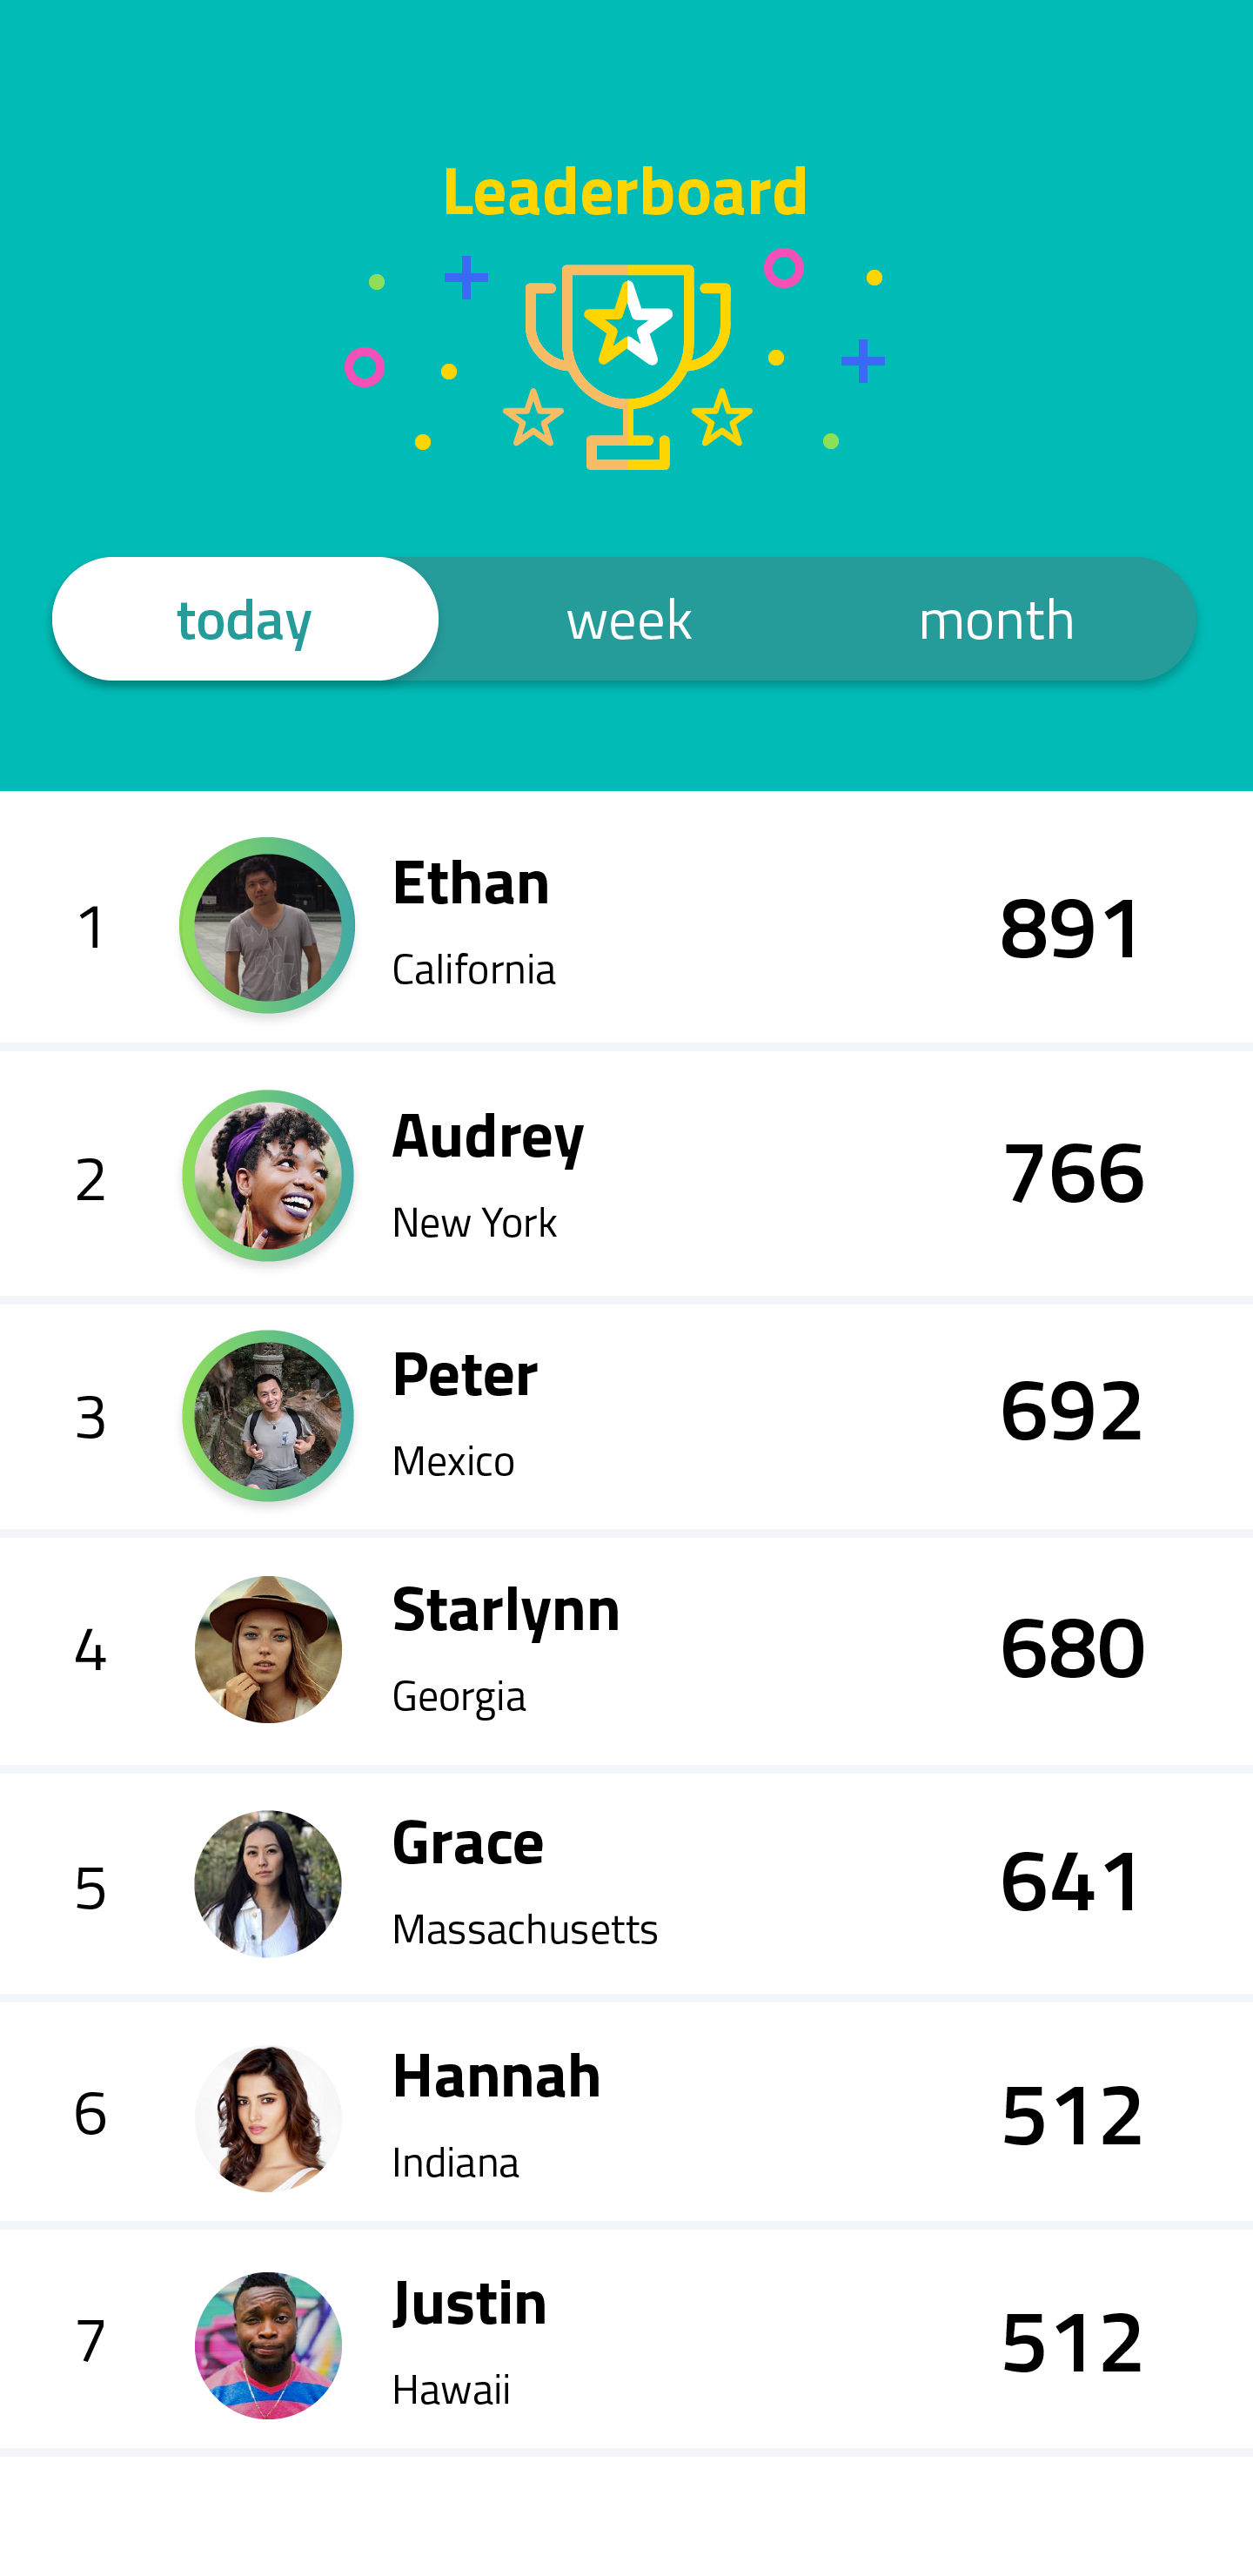 Leaderboard
today week month
1 Ethan 891
California
2 Audrey 766
New York
3 Peter 692
Mexico
4 Starlynn 680
Georgia
5 Grace 641
Massachusetts
6 Hannah 512
Indiana
7 Justin 512
Hawaii